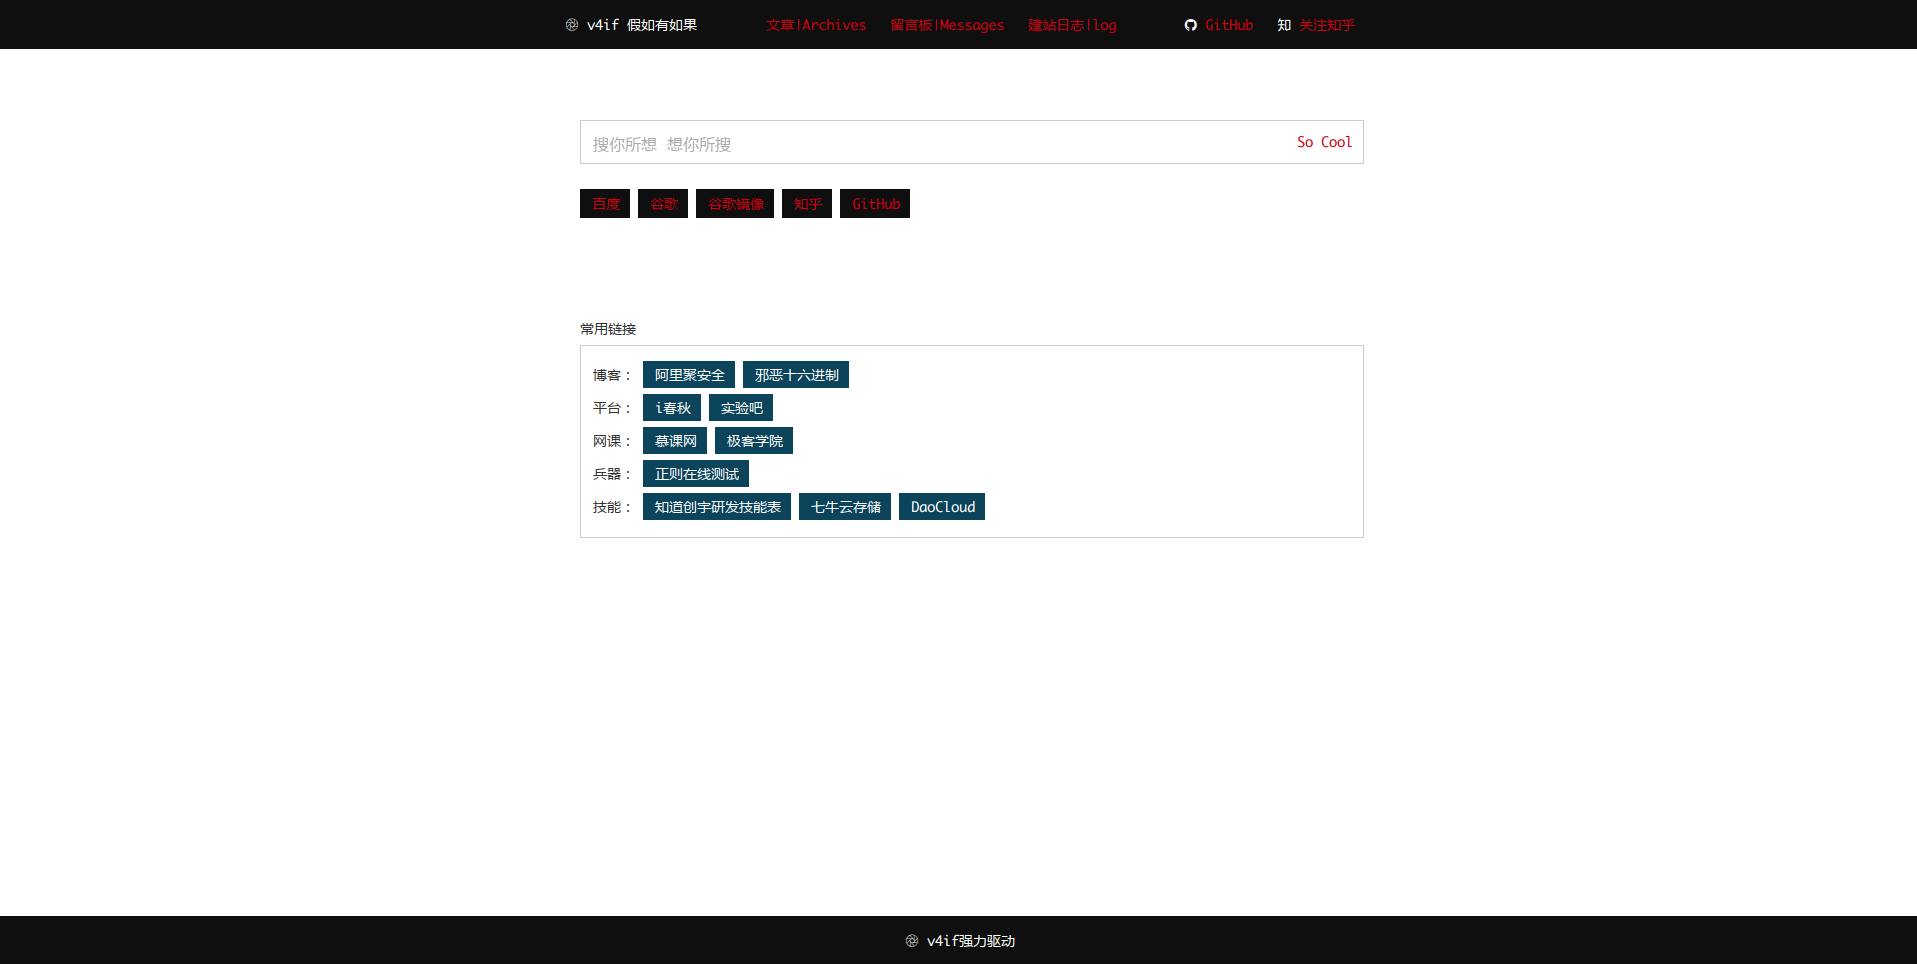 v4if 假如有如果 文章|Archives 留言板|Messages 建站日志|log GitHub 知 关注知乎
搜你所想 想你所搜 So Cool
百度 谷歌 谷歌镜像 知乎 GitHub
常用链接
博客： 阿里聚安全 邪恶十六进制
平台： i春秋 实验吧
网课： 慕课网 极客学院
兵器： 正则在线测试
技能： 知道创宇研发技能表 七牛云存储 DaoCloud
v4if强力驱动